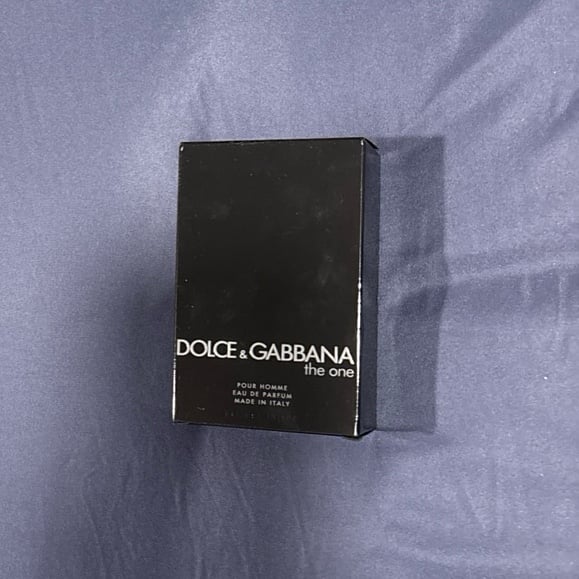 DOLCE & GABBANA
the one
POUR HOMME
EAU DE PARFUM
MADE IN ITALY